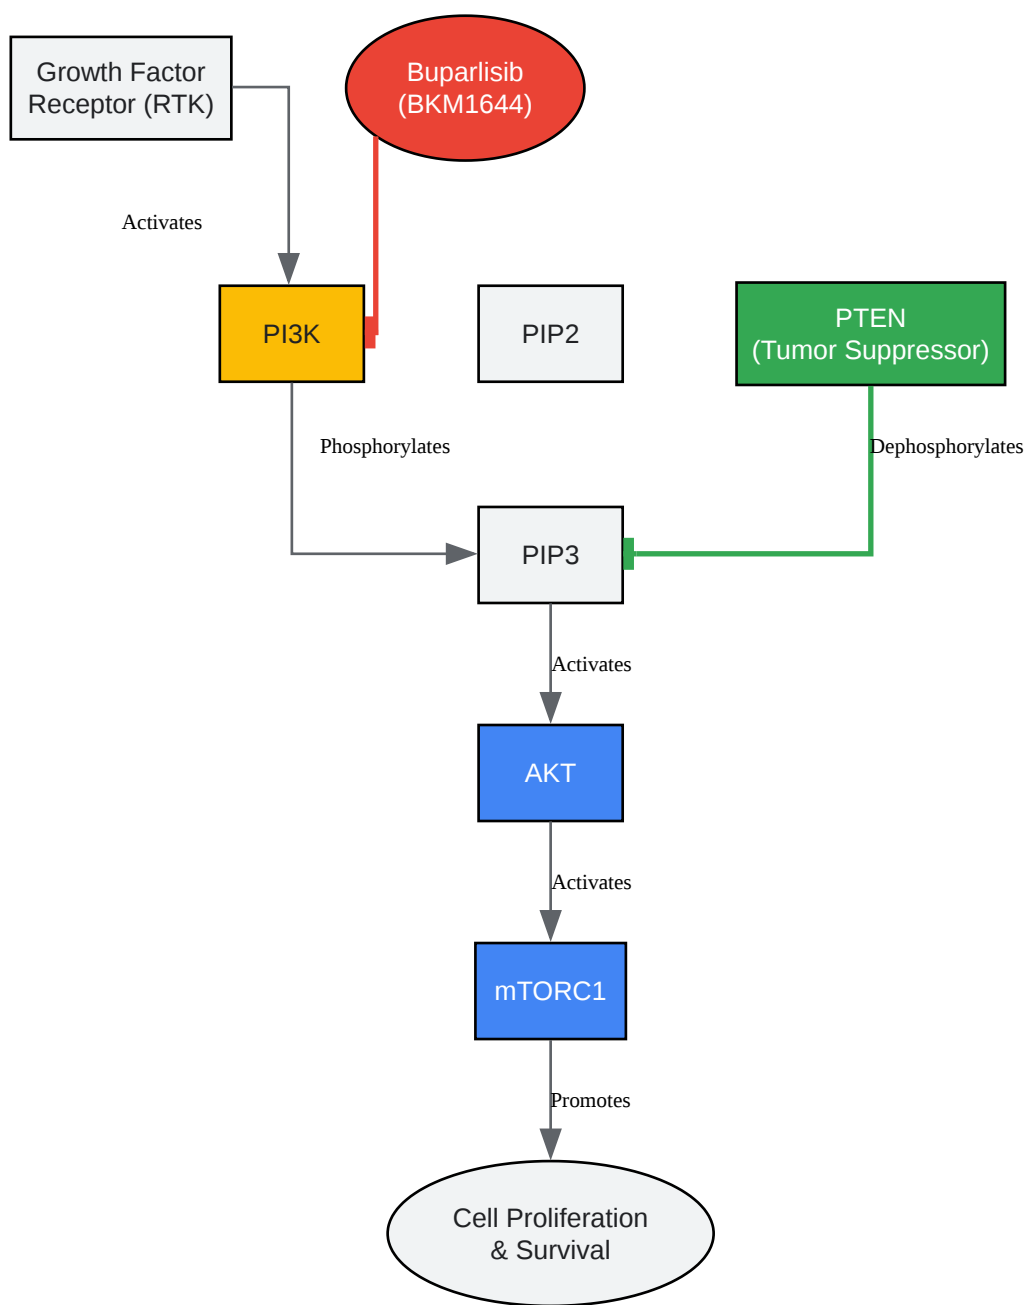 Growth Factor
Receptor (RTK)
Buparlisib
(BKM1644)
Activates
PI3K
PIP2
PTEN
(Tumor Suppressor)
Phosphorylates
Dephosphorylates
PIP3
Activates
AKT
Activates
mTORC1
Promotes
Cell Proliferation
& Survival